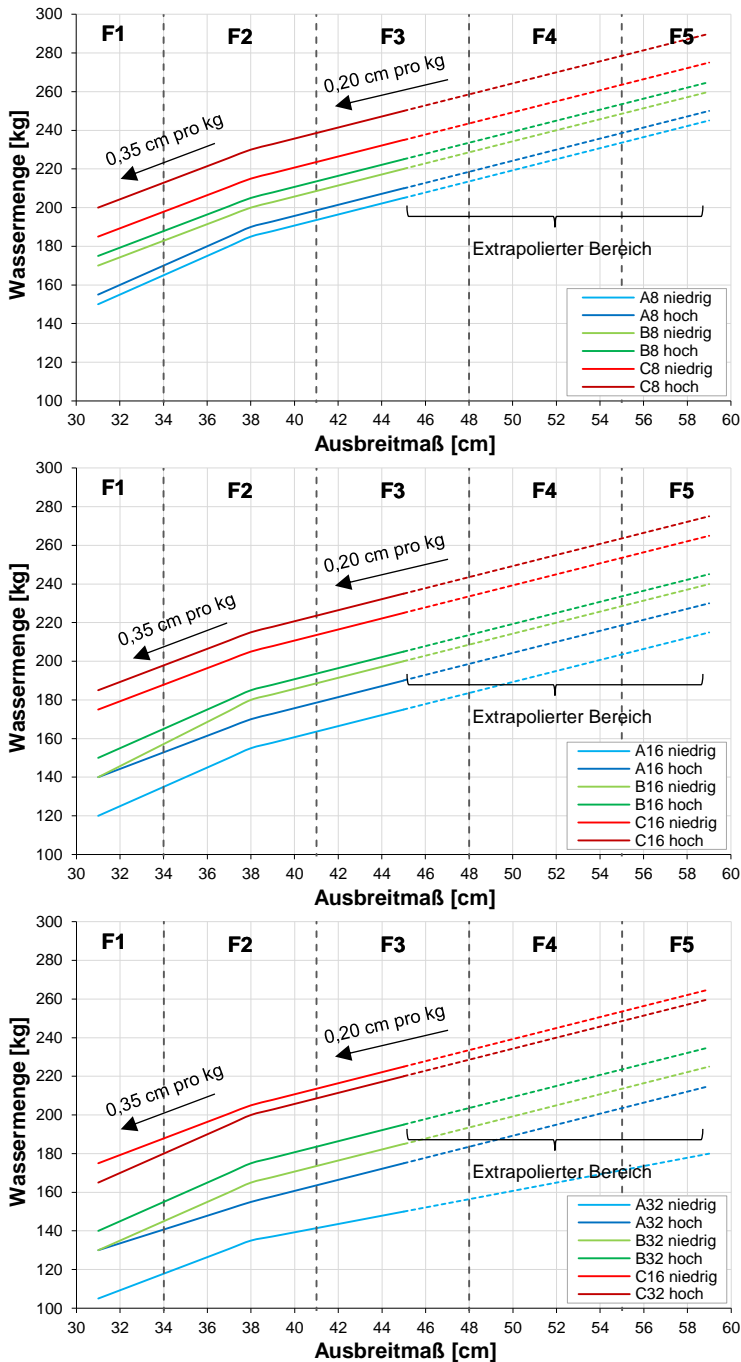 F1 F2 F3 F4 F5
300
280
260
240
220
200
180
160
140
120
100
Wassermenge [kg]
0,20 cm pro kg
0,35 cm pro kg
Extrapolierter Bereich
A8 niedrig
A8 hoch
B8 niedrig
B8 hoch
C8 niedrig
C8 hoch
30 32 34 36 38 40 42 44 46 48 50 52 54 56 58 60
Ausbreitmaß [cm]
F1 F2 F3 F4 F5
300
280
260
240
220
200
180
160
140
120
100
Wassermenge [kg]
0,20 cm pro kg
0,35 cm pro kg
Extrapolierter Bereich
A16 niedrig
A16 hoch
B16 niedrig
B16 hoch
C16 niedrig
C16 hoch
30 32 34 36 38 40 42 44 46 48 50 52 54 56 58 60
Ausbreitmaß [cm]
F1 F2 F3 F4 F5
300
280
260
240
220
200
180
160
140
120
100
Wassermenge [kg]
0,20 cm pro kg
0,35 cm pro kg
Extrapolierter Bereich
A32 niedrig
A32 hoch
B32 niedrig
B32 hoch
C16 niedrig
C32 hoch
30 32 34 36 38 40 42 44 46 48 50 52 54 56 58 60
Ausbreitmaß [cm]